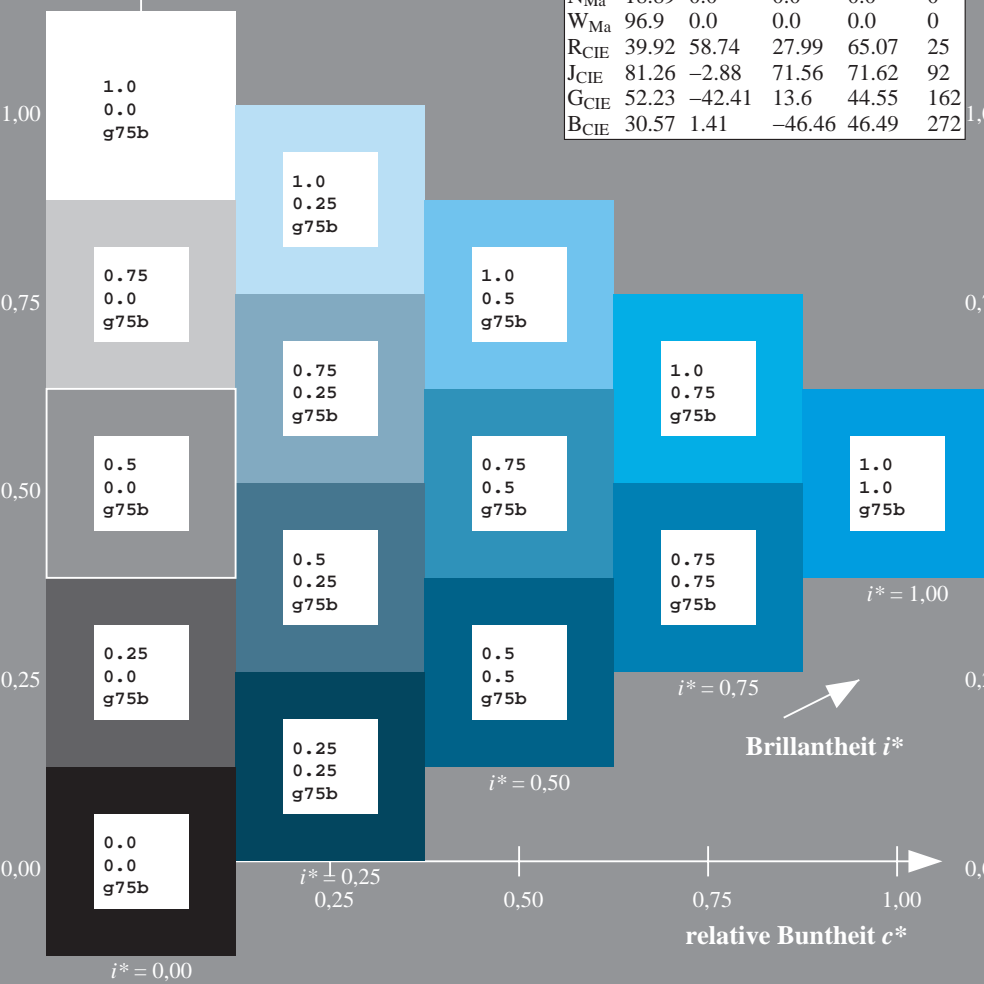 W_Ma 96.9 0.0 0.0 0.0 0
R_CIE 39.92 58.74 27.99 65.07 25
J_CIE 81.26 −2.88 71.56 71.62 92
G_CIE 52.23 −42.41 13.6 44.55 162
B_CIE 30.57 1.41 −46.46 46.49 272
1,00
1.0
0.0
g75b
1.0
0.25
g75b
0,75
0.75
0.0
g75b
1.0
0.5
g75b
0.75
0.25
g75b
1.0
0.75
g75b
0,50
0.5
0.0
g75b
0.75
0.5
g75b
1.0
1.0
g75b
0.5
0.25
g75b
0.75
0.75
g75b
i* = 1,00
0,25
0.25
0.0
g75b
0.5
0.5
g75b
i* = 0,75
Brillantheit i*
0.25
0.25
g75b
i* = 0,50
0,00
0.0
0.0
g75b
i* = 0,25
0,25
0,50
0,75
1,00
relative Buntheit c*
i* = 0,00